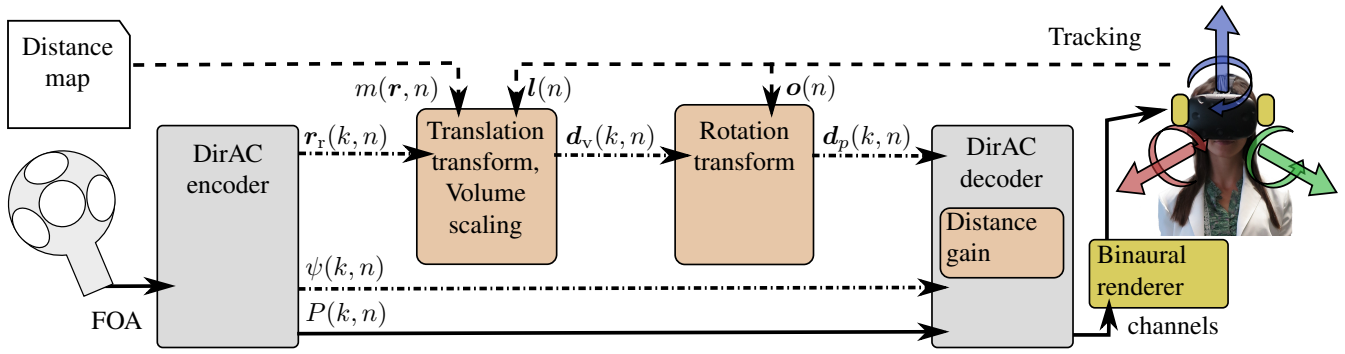 Distance
map
Tracking
m(r, n)
l(n)
o(n)
DirAC
encoder
r_r(k, n)
Translation
transform,
Volume
scaling
d_v(k, n)
Rotation
transform
d_p(k, n)
DirAC
decoder
Distance
gain
ψ(k, n)
P(k, n)
FOA
Binaural
renderer
channels